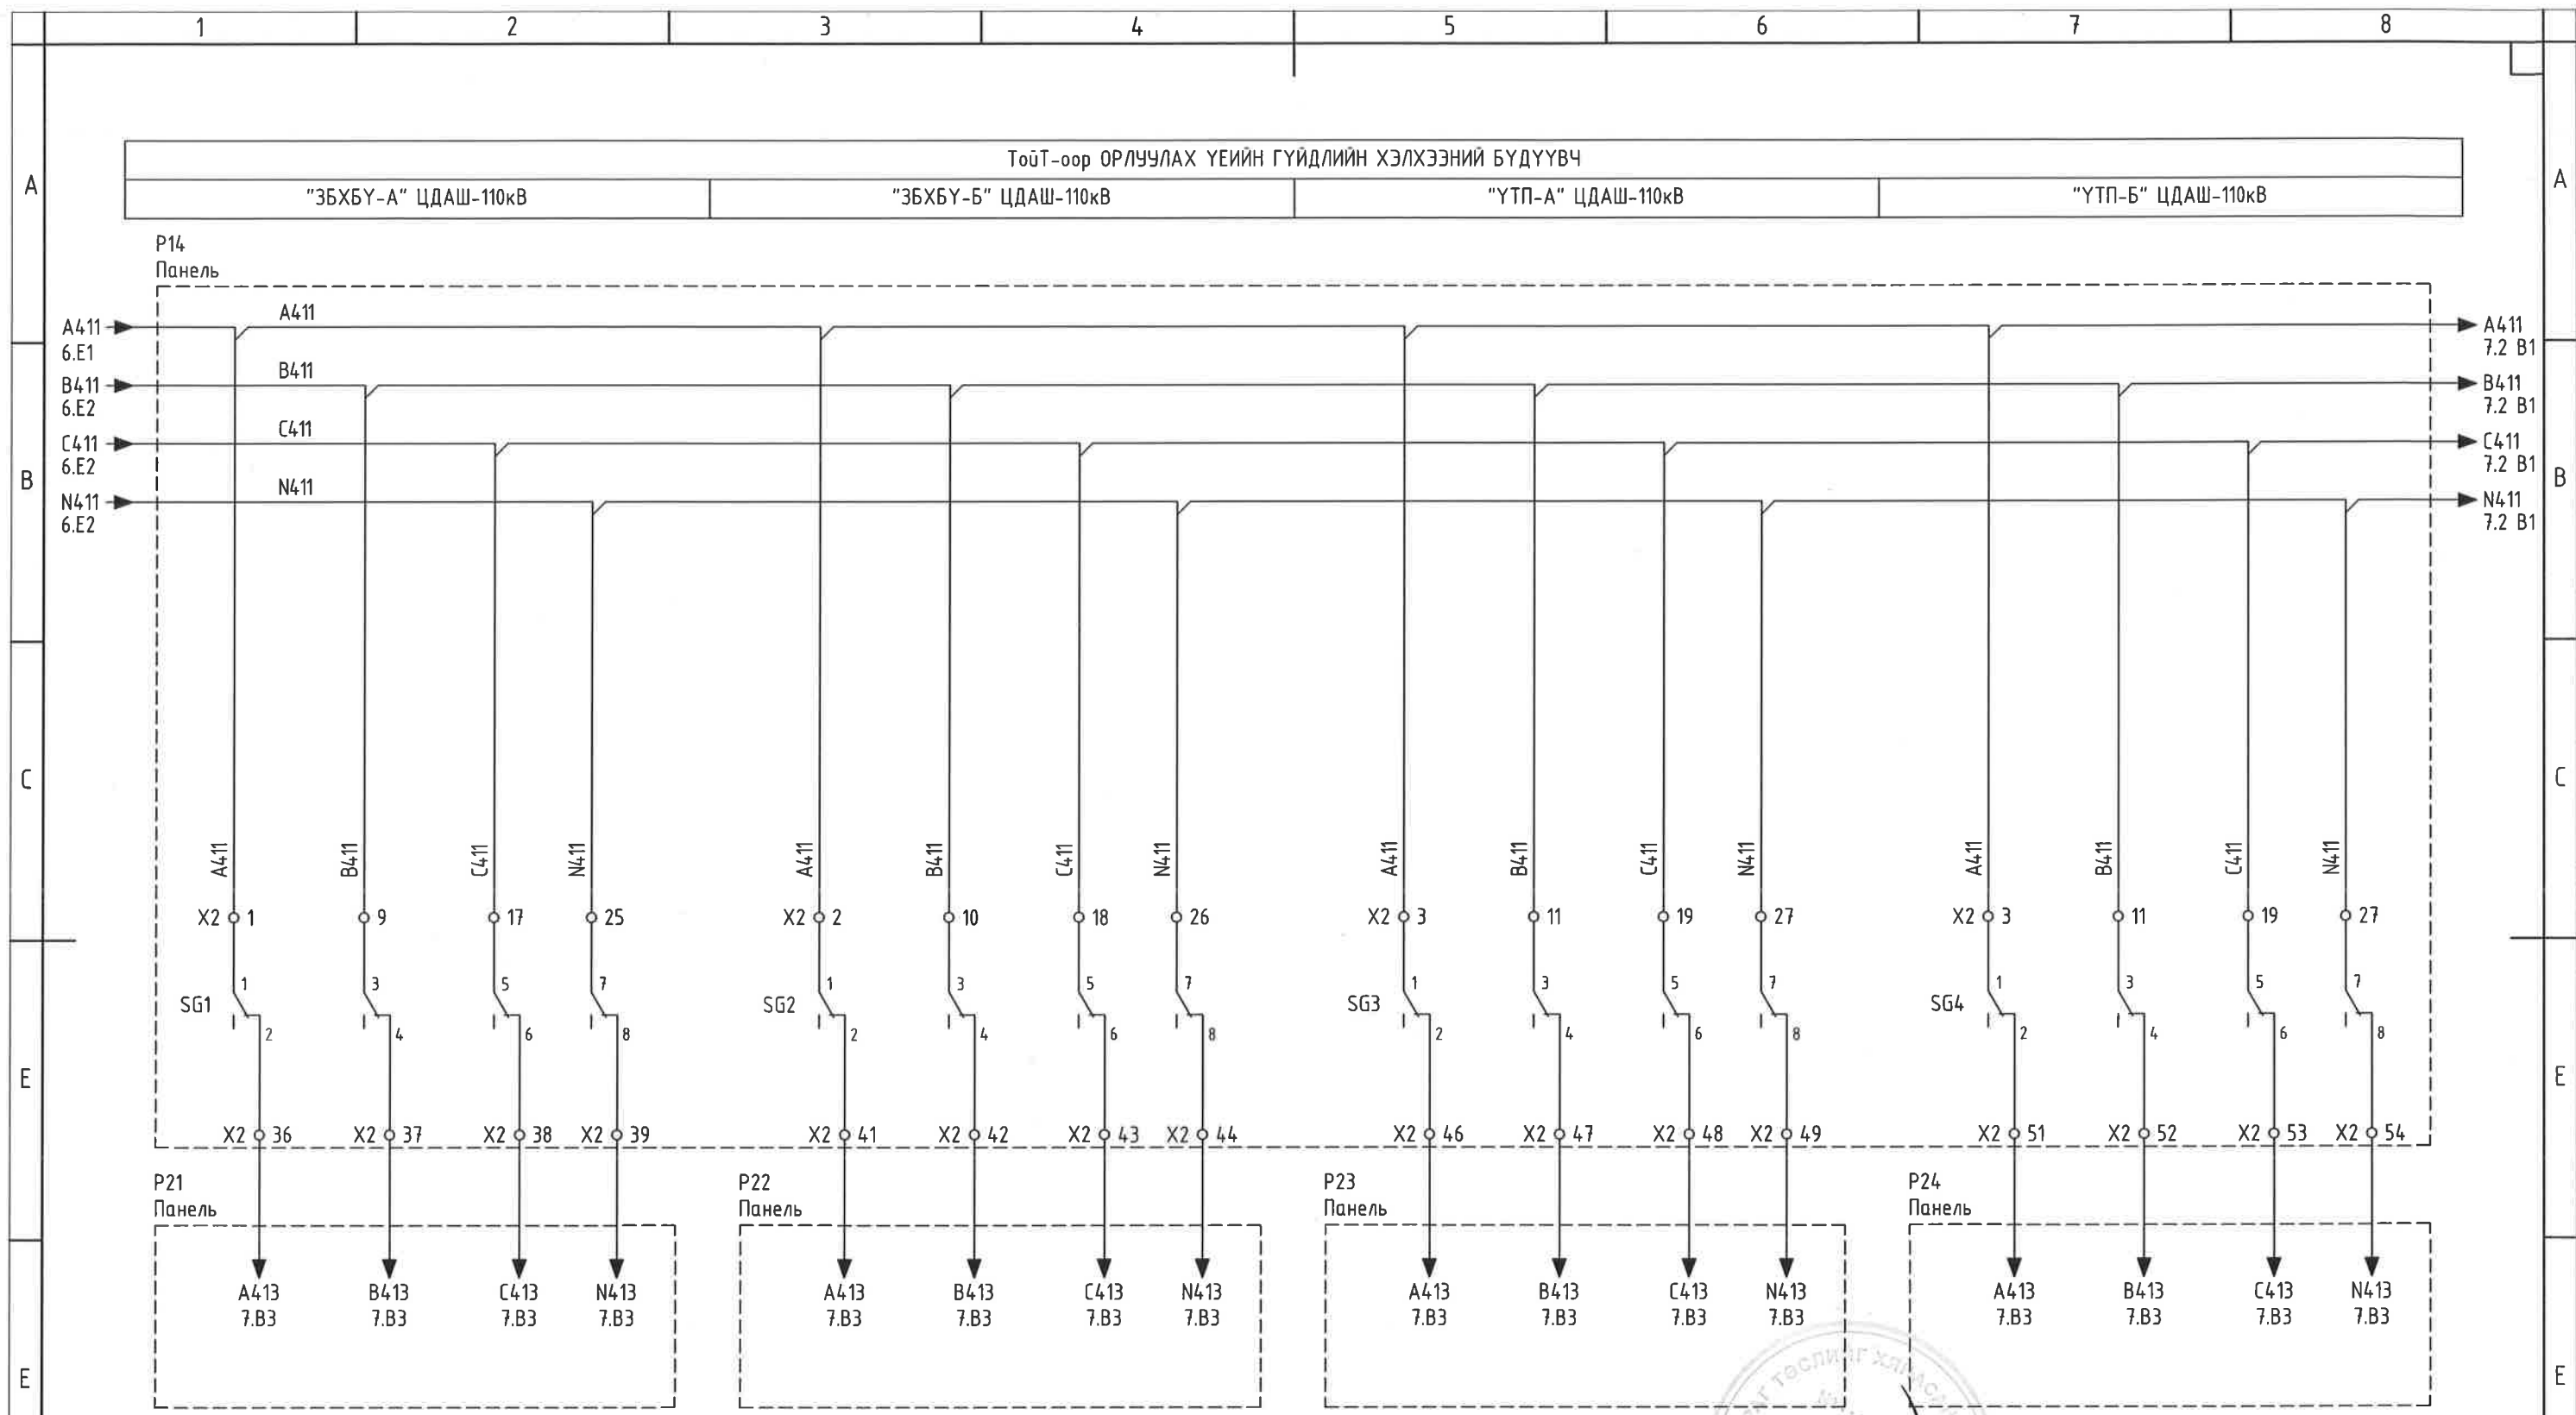 1 2 3 4 5 6 7 8
ТойТ-оор ОРЛУУЛАХ ҮЕИЙН ГҮЙДЛИЙН ХЭЛХЭЭНИЙ БҮДҮҮВЧ
A A
"ЗБХБҮ-А" ЦДАШ-110кВ "ЗБХБҮ-Б" ЦДАШ-110кВ "ҮТП-А" ЦДАШ-110кВ "ҮТП-Б" ЦДАШ-110кВ
P14
Панель
A411 A411 A411
6.E1 7.2 B1
B411 B411 B411
6.E2 7.2 B1
C411 C411 C411
6.E2 7.2 B1
B B
N411 N411 N411
6.E2 7.2 B1
C C
A411 B411 C411 N411 A411 B411 C411 N411 A411 B411 C411 N411 A411 B411 C411 N411
X2 1 9 17 25 X2 2 10 18 26 X2 3 11 19 27 X2 3 11 19 27
1 3 5 7 1 3 5 7 1 3 5 7 1 3 5 7
SG1 SG2 SG3 SG4
2 4 6 8 2 4 6 8 2 4 6 8 2 4 6 8
E E
X2 36 X2 37 X2 38 X2 39 X2 41 X2 42 X2 43 X2 44 X2 46 X2 47 X2 48 X2 49 X2 51 X2 52 X2 53 X2 54
P21 P22 P23 P24
Панель Панель Панель Панель
A413 B413 C413 N413 A413 B413 C413 N413 A413 B413 C413 N413 A413 B413 C413 N413
7.B3 7.B3 7.B3 7.B3 7.B3 7.B3 7.B3 7.B3 7.B3 7.B3 7.B3 7.B3 7.B3 7.B3 7.B3 7.B3
E E